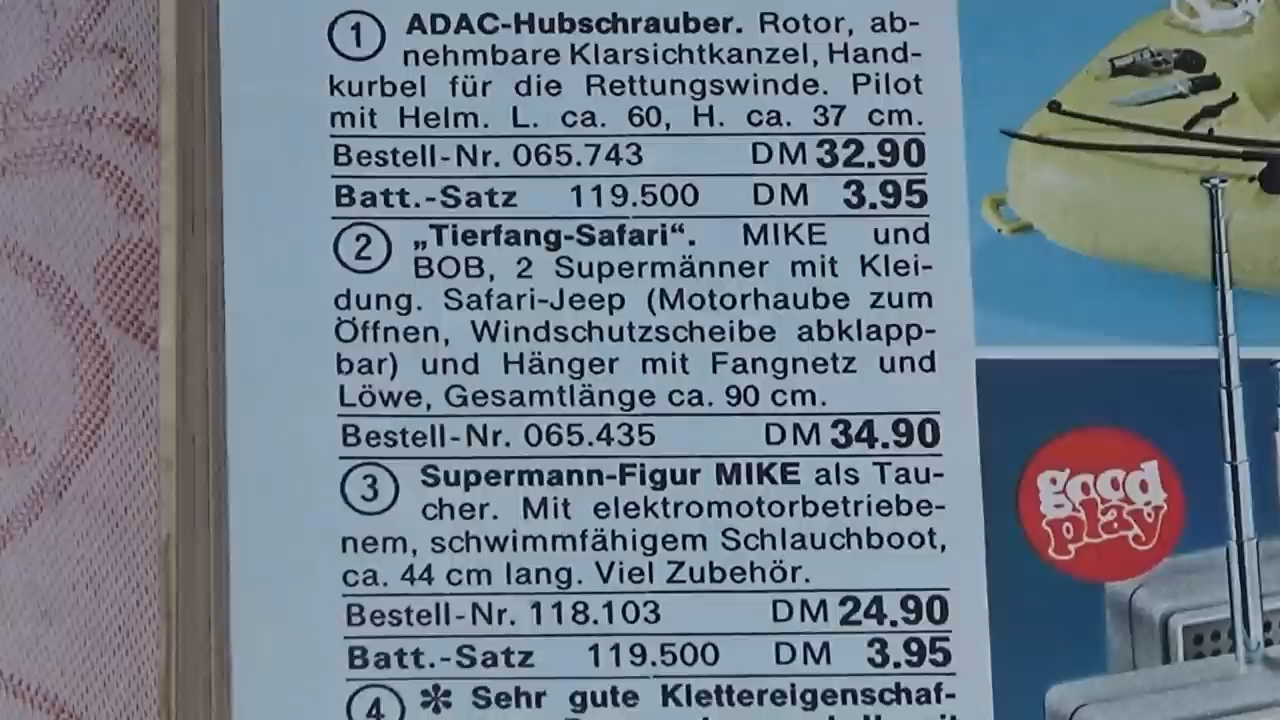 1 ADAC-Hubschrauber. Rotor, ab-
nehmbare Klarsichtkanzel, Hand-
kurbel für die Rettungswinde. Pilot
mit Helm. L. ca. 60, H. ca. 37 cm.
Bestell-Nr. 065.743 DM 32.90
Batt.-Satz 119.500 DM 3.95
2 „Tierfang-Safari“. MIKE und
BOB, 2 Supermänner mit Klei-
dung. Safari-Jeep (Motorhaube zum
Öffnen, Windschutzscheibe abklapp-
bar) und Hänger mit Fangnetz und
Löwe, Gesamtlänge ca. 90 cm.
Bestell-Nr. 065.435 DM 34.90
3 Supermann-Figur MIKE als Tau-
cher. Mit elektromotorbetriebe-
nem, schwimmfähigem Schlauchboot,
ca. 44 cm lang. Viel Zubehör.
Bestell-Nr. 118.103 DM 24.90
Batt.-Satz 119.500 DM 3.95
4 ✻ Sehr gute Klettereigenschaf-
good
play